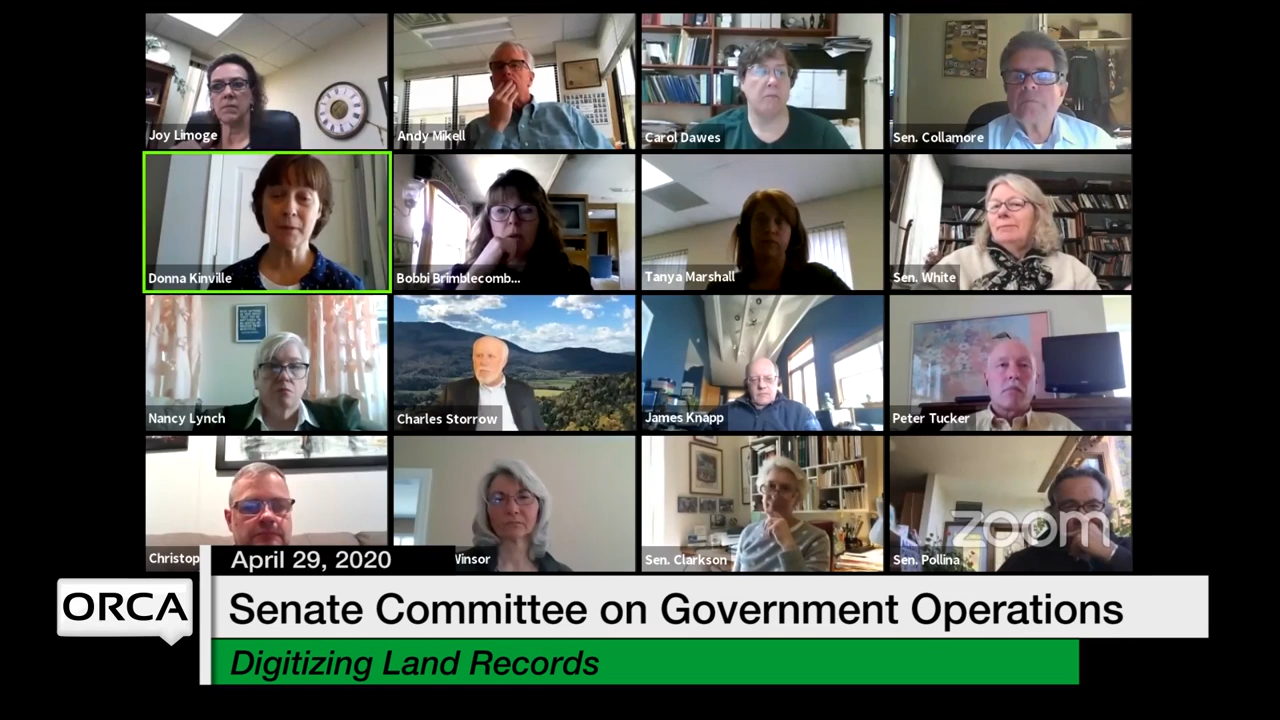 Joy Limoge
Andy Mikell
Carol Dawes
Sen. Collamore
Donna Kinville
Bobbi Brimblecomb...
Tanya Marshall
Sen. White
Nancy Lynch
Charles Storrow
James Knapp
Peter Tucker
Christop
Winsor
Sen. Clarkson
Sen. Pollina
zoom
April 29, 2020
ORCA
Senate Committee on Government Operations
Digitizing Land Records